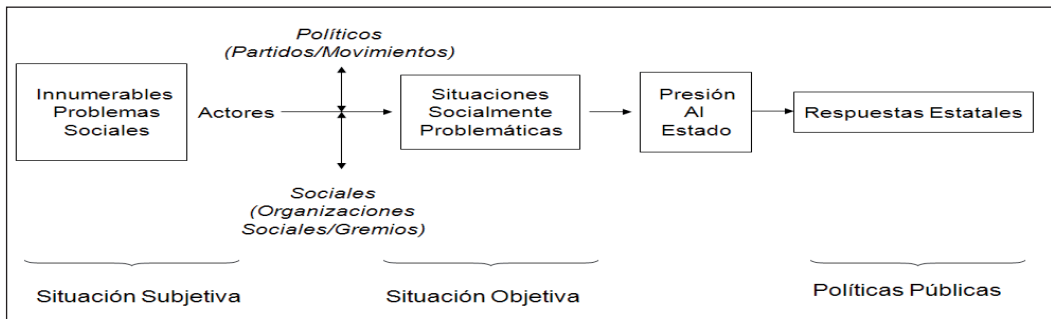 Políticos
(Partidos/Movimientos)
Innumerables
Problemas
Sociales
Actores
Situaciones
Socialmente
Problemáticas
Presión
Al
Estado
Respuestas Estatales
Sociales
(Organizaciones
Sociales/Gremios)
Situación Subjetiva
Situación Objetiva
Políticas Públicas